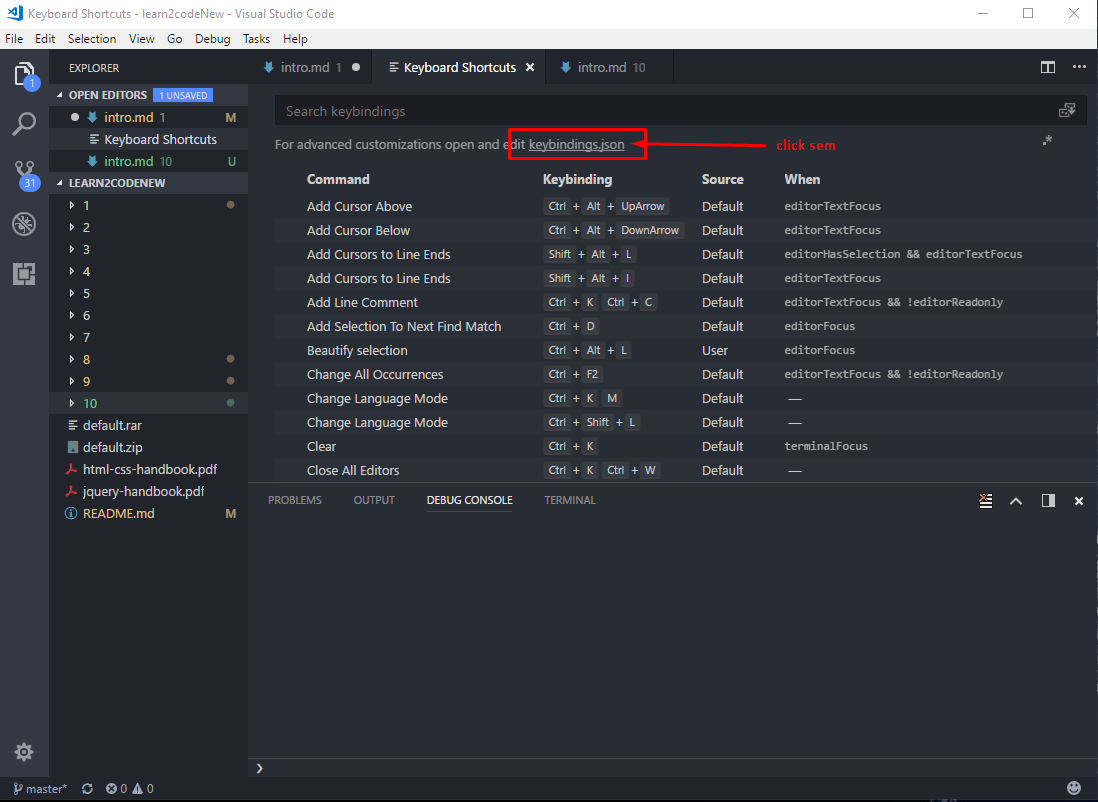 Keyboard Shortcuts - learn2codeNew - Visual Studio Code
File Edit Selection View Go Debug Tasks Help
EXPLORER
intro.md 1
Keyboard Shortcuts
intro.md 10
OPEN EDITORS 1 UNSAVED
intro.md 1 M
Keyboard Shortcuts
intro.md 10 U
LEARN2CODENEW
1
2
3
4
5
6
7
8
9
10
default.rar
default.zip
html-css-handbook.pdf
jquery-handbook.pdf
README.md M
1
31
Search keybindings
For advanced customizations open and edit keybindings.json
click sem
Command Keybinding Source When
Add Cursor Above Ctrl + Alt + UpArrow Default editorTextFocus
Add Cursor Below Ctrl + Alt + DownArrow Default editorTextFocus
Add Cursors to Line Ends Shift + Alt + L Default editorHasSelection && editorTextFocus
Add Cursors to Line Ends Shift + Alt + I Default editorTextFocus
Add Line Comment Ctrl + K Ctrl + C Default editorTextFocus && !editorReadonly
Add Selection To Next Find Match Ctrl + D Default editorFocus
Beautify selection Ctrl + Alt + L User editorFocus
Change All Occurrences Ctrl + F2 Default editorTextFocus && !editorReadonly
Change Language Mode Ctrl + K M Default —
Change Language Mode Ctrl + Shift + L Default —
Clear Ctrl + K Default terminalFocus
Close All Editors Ctrl + K Ctrl + W Default —
PROBLEMS OUTPUT DEBUG CONSOLE TERMINAL
master* 0 0